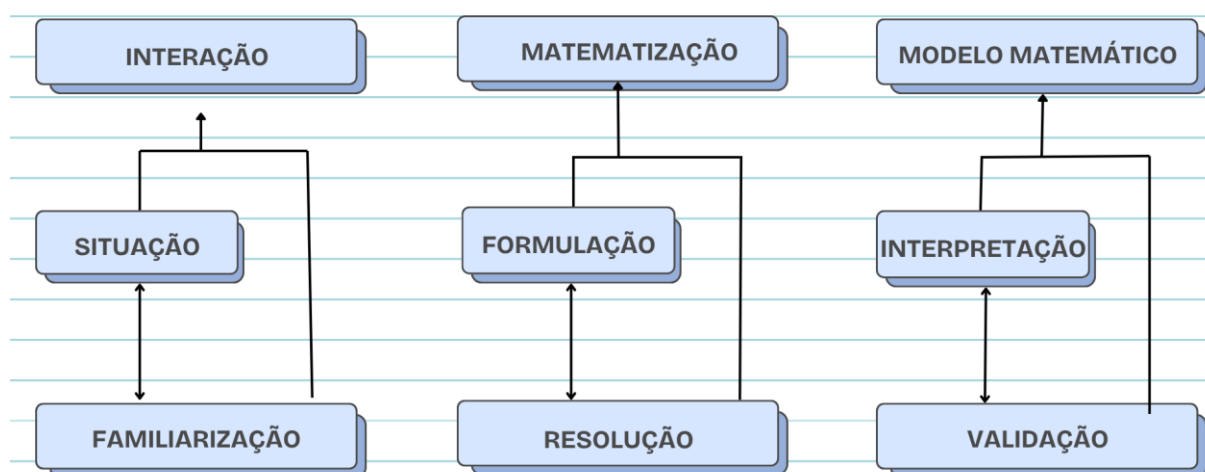 INTERAÇÃO
MATEMATIZAÇÃO
MODELO MATEMÁTICO
SITUAÇÃO
FORMULAÇÃO
INTERPRETAÇÃO
FAMILIARIZAÇÃO
RESOLUÇÃO
VALIDAÇÃO